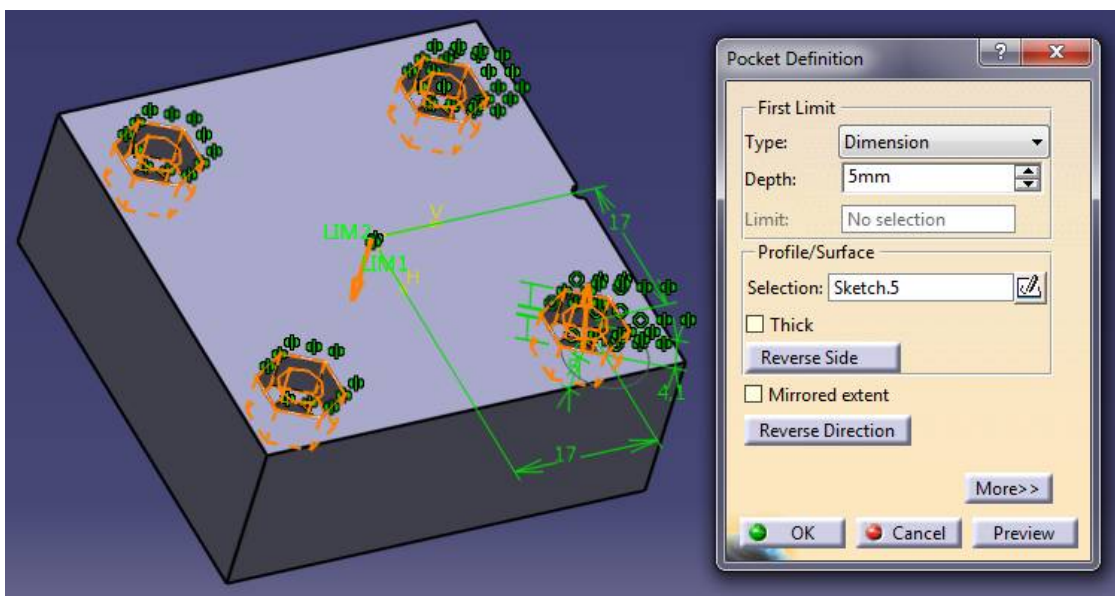 Pocket Definition
?
X
First Limit
Type: Dimension
Depth: 5mm
Limit: No selection
Profile/Surface
Selection: Sketch.5
Thick
Reverse Side
Mirrored extent
Reverse Direction
More>>
OK Cancel Preview
V
17
LIM2
LIM1
H
4,1
17